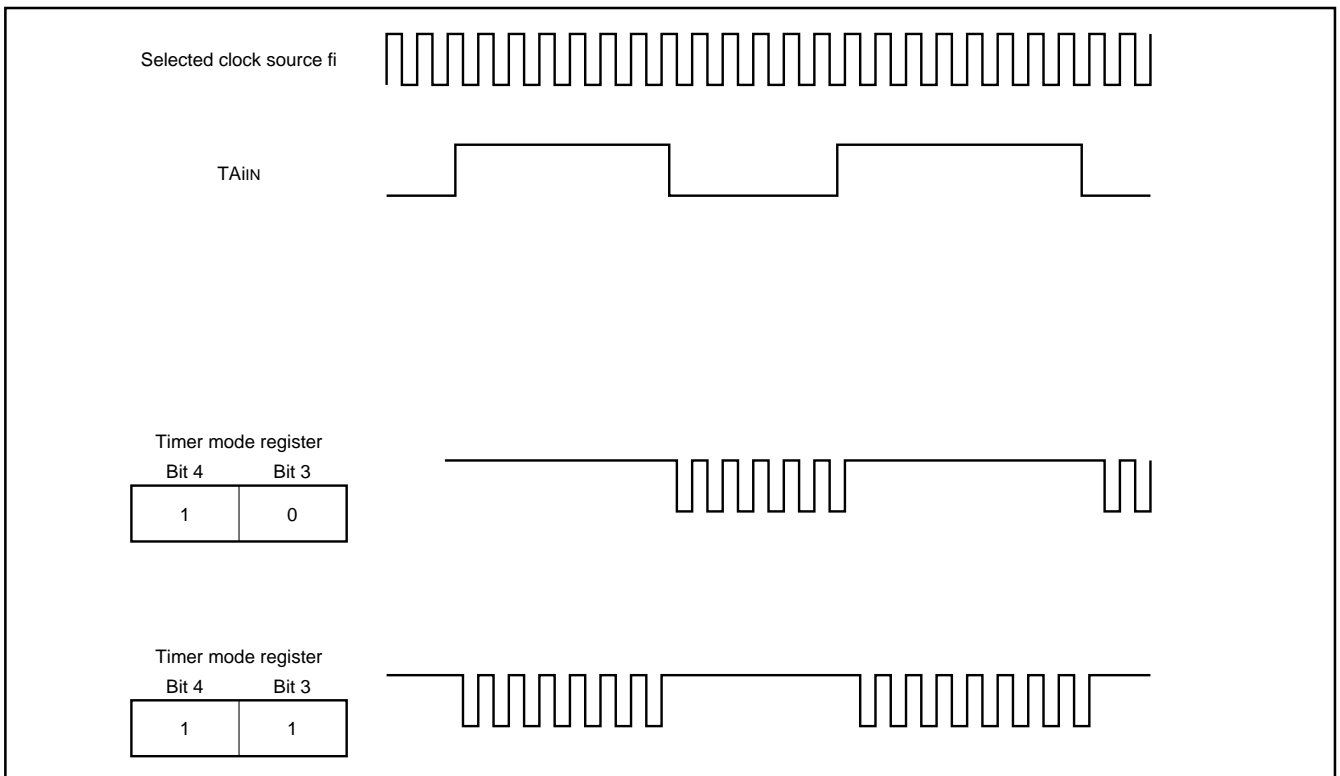 Selected clock source fi
TAiIN
Timer mode register
Bit 4 Bit 3
1 0
Timer mode register
Bit 4 Bit 3
1 1